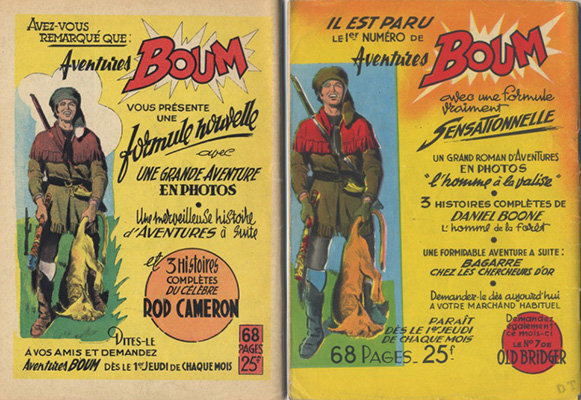 AVEZ-VOUS
REMARQUÉ QUE:
Aventures BOUM
VOUS PRÉSENTE
UNE
formule nouvelle
avec
UNE GRANDE AVENTURE
EN PHOTOS
Une merveilleuse histoire
d'AVENTURES à suite
et 3 Histoires
COMPLÈTES
DU CÉLÈBRE
ROD CAMERON
DITES-LE
À VOS AMIS ET DEMANDEZ
Aventures BOUM DÈS LE 1er JEUDI DE CHAQUE MOIS
68
PAGES
25f
IL EST PARU
LE 1er NUMÉRO DE
Aventures BOUM
avec une formule
vraiment
SENSATIONNELLE
UN GRAND ROMAN D'AVENTURES
EN PHOTOS
"l'homme à la valise"
3 HISTOIRES COMPLÈTES DE
DANIEL BOONE
L'homme de la forêt
UNE FORMIDABLE AVENTURE A SUITE:
BAGARRE
CHEZ LES CHERCHEURS D'OR
Demandez-le dès aujourd'hui
A VOTRE MARCHAND HABITUEL
PARAÎT
DÈS LE 1er JEUDI
DE CHAQUE MOIS
68 PAGES_25f
Demandez
également
ce mois-ci
LE N°7 DE
OLD BRIDGER
D.T